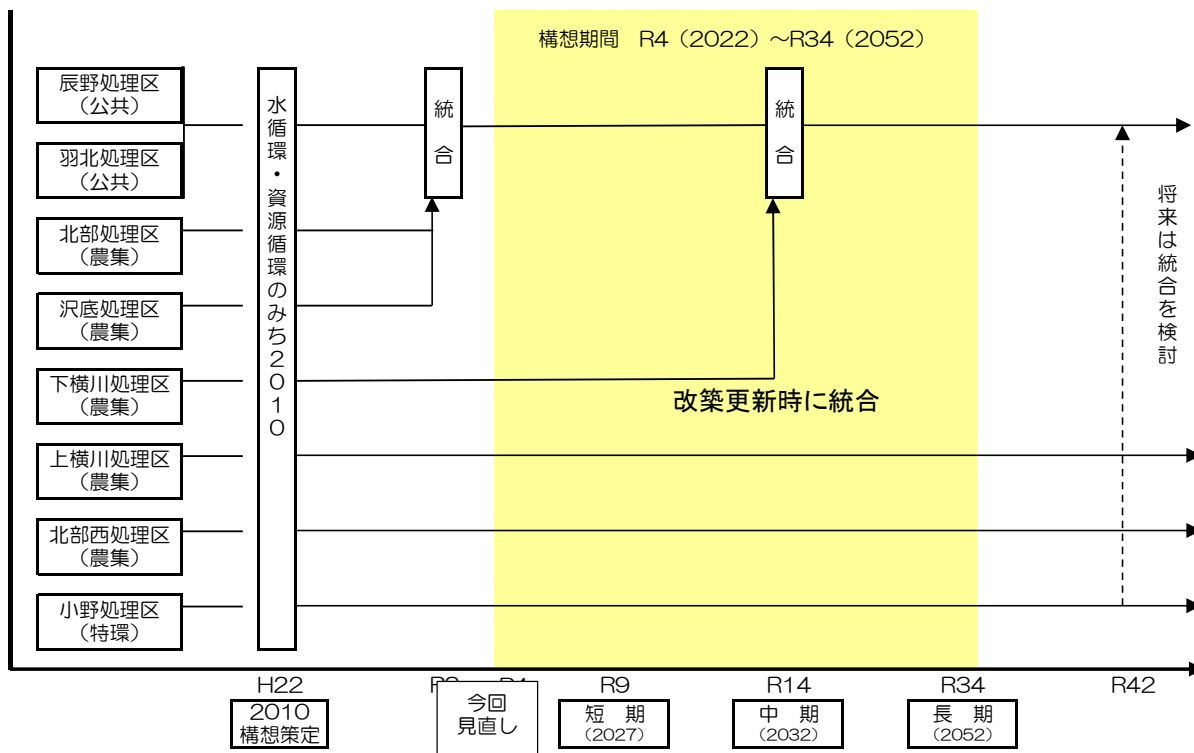 構想期間 R4（2022）～R34（2052）
辰野処理区
（公共）
羽北処理区
（公共）
北部処理区
（農集）
沢底処理区
（農集）
下横川処理区
（農集）
上横川処理区
（農集）
北部西処理区
（農集）
小野処理区
（特環）
水循環・資源循環のみち2010
統合
統合
改築更新時に統合
将来は統合を検討
H22
R9
R14
R34
R42
2010
構想策定
今回
見直し
短 期
（2027）
中 期
（2032）
長 期
（2052）